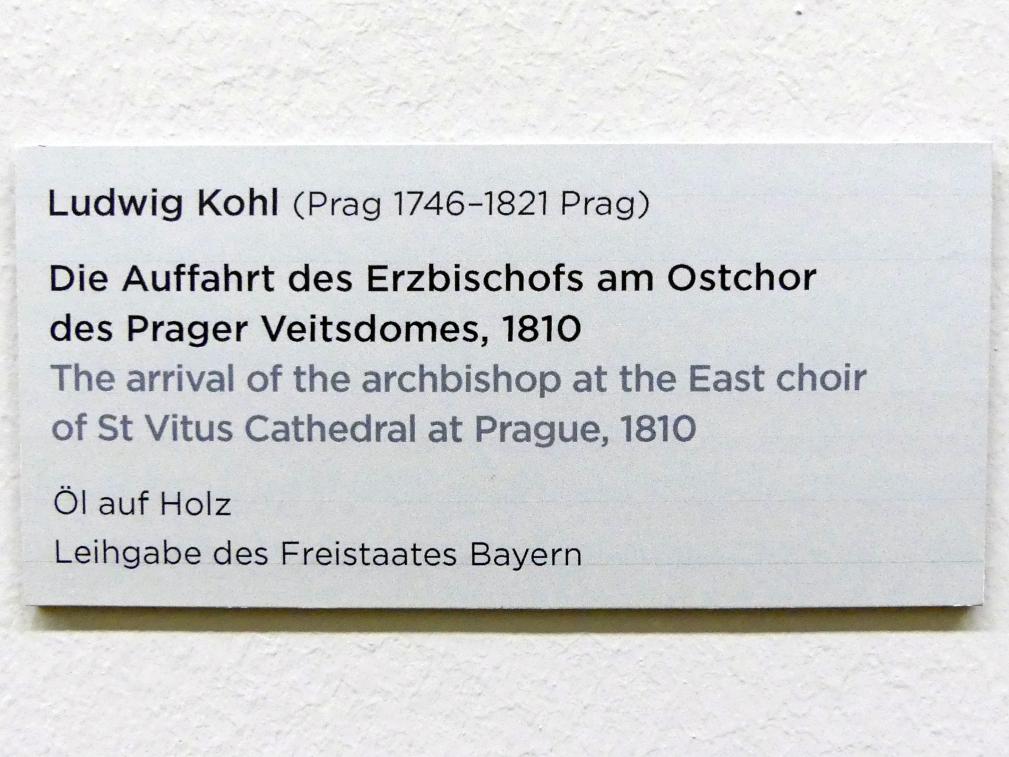 Ludwig Kohl (Prag 1746–1821 Prag)
Die Auffahrt des Erzbischofs am Ostchor
des Prager Veitsdomes, 1810
The arrival of the archbishop at the East choir
of St Vitus Cathedral at Prague, 1810
Öl auf Holz
Leihgabe des Freistaates Bayern